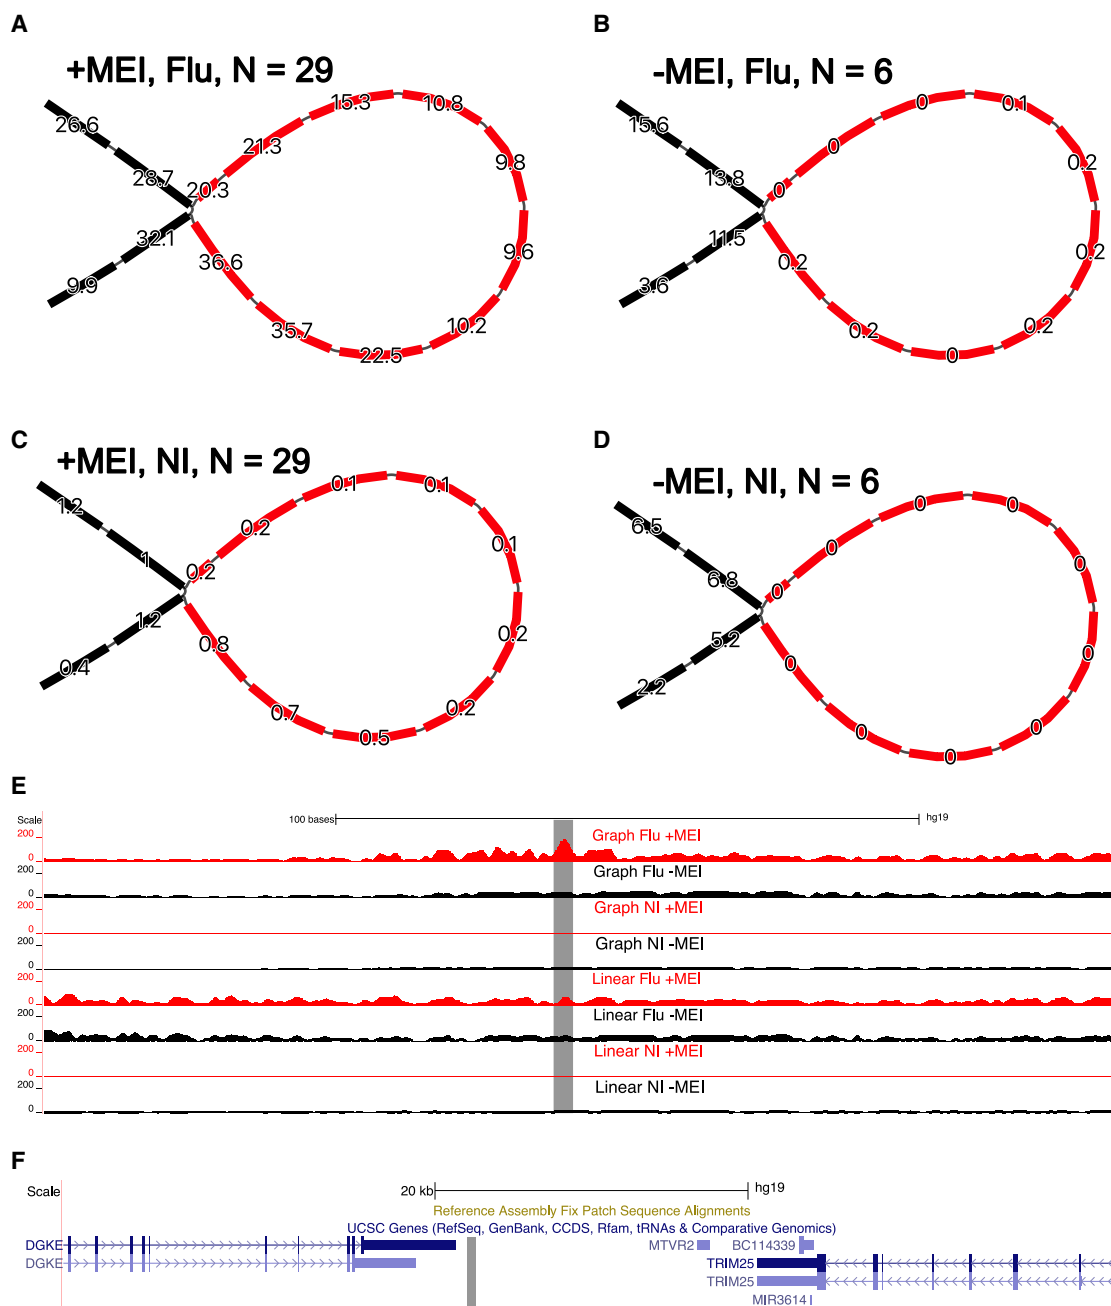 A
+MEI, Flu, N = 29
26.6
28.7
20.3
21.3
15.3
10.8
9.8
9.6
10.2
22.5
35.7
36.6
32.1
9.9
B
-MEI, Flu, N = 6
15.6
13.8
0
0
0
0.1
0.2
0.2
0.2
0
0.2
0.2
11.5
3.6
C
+MEI, NI, N = 29
1.2
1
0.2
0.2
0.1
0.1
0.1
0.2
0.2
0.5
0.7
0.8
1.2
0.4
D
-MEI, NI, N = 6
6.5
6.8
0
0
0
0
0
0
0
0
0
0
5.2
2.2
E
Scale 100 bases hg19
200 Graph Flu +MEI
0
200 Graph Flu -MEI
0
200 Graph NI +MEI
0
200 Graph NI -MEI
0
200 Linear Flu +MEI
0
200 Linear Flu -MEI
0
200 Linear NI +MEI
0
200 Linear NI -MEI
0
F
Scale 20 kb hg19
Reference Assembly Fix Patch Sequence Alignments
UCSC Genes (RefSeq, GenBank, CCDS, Rfam, tRNAs & Comparative Genomics)
DGKE MTVR2 BC114339
DGKE TRIM25
TRIM25
MIR3614